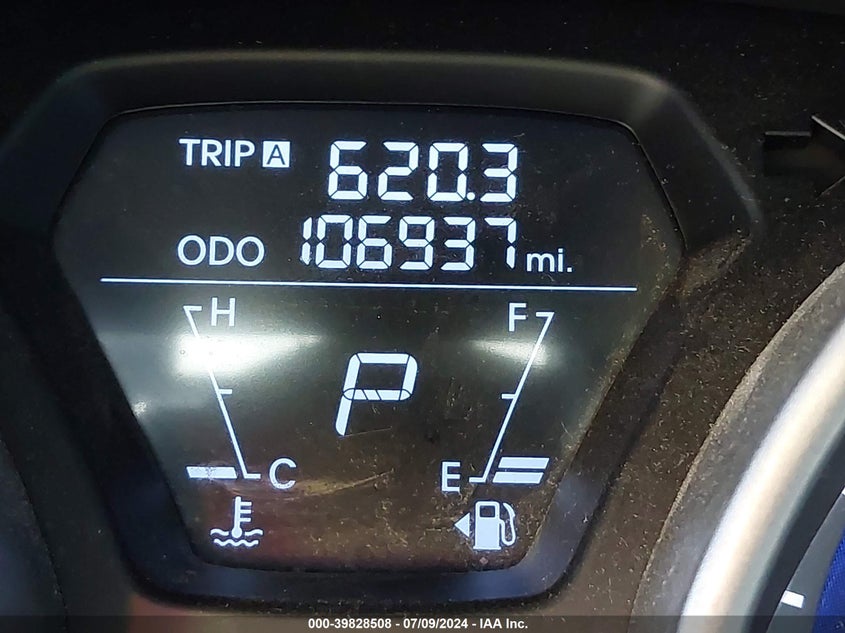 TRIP A 620.3
ODO 106937 mi.
H F
P
C E
000-39828508 - 07/09/2024 - IAA Inc.